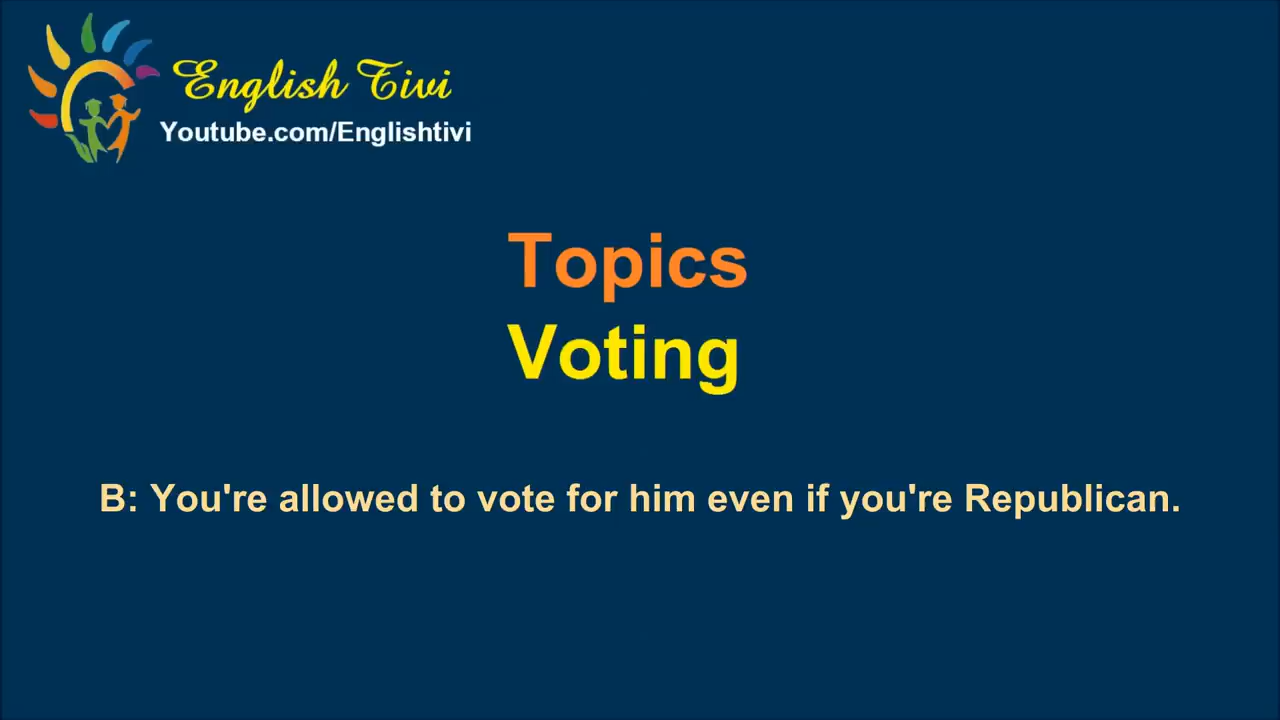 English Tivi
Youtube.com/Englishtivi
Topics
Voting
B: You're allowed to vote for him even if you're Republican.